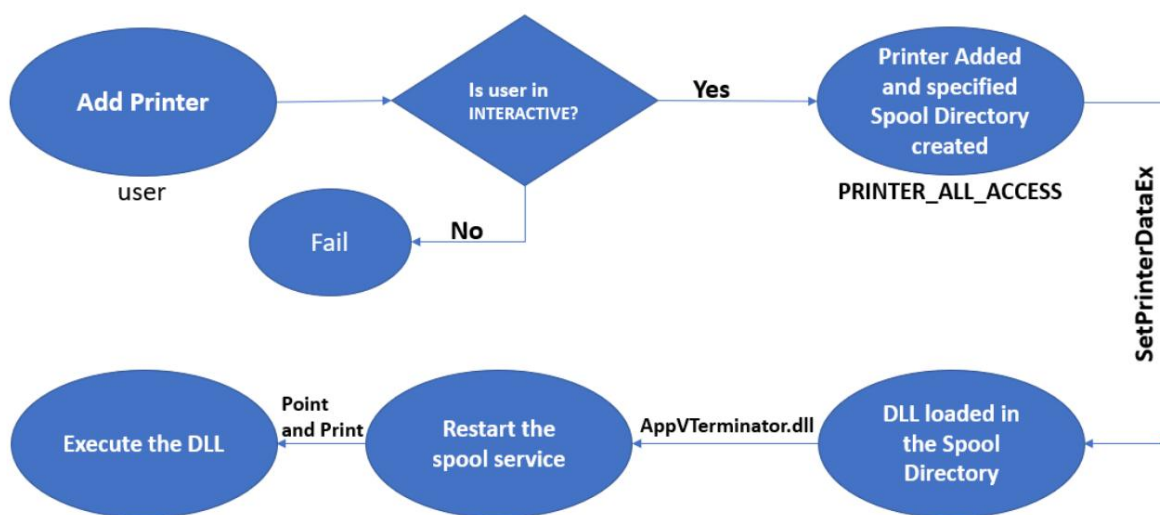 Add Printer
user
Is user in
INTERACTIVE?
Yes
Printer Added
and specified
Spool Directory
created
PRINTER_ALL_ACCESS
No
Fail
SetPrinterDataEx
DLL loaded in
the Spool
Directory
AppVTerminator.dll
Restart the
spool service
Point
and Print
Execute the DLL